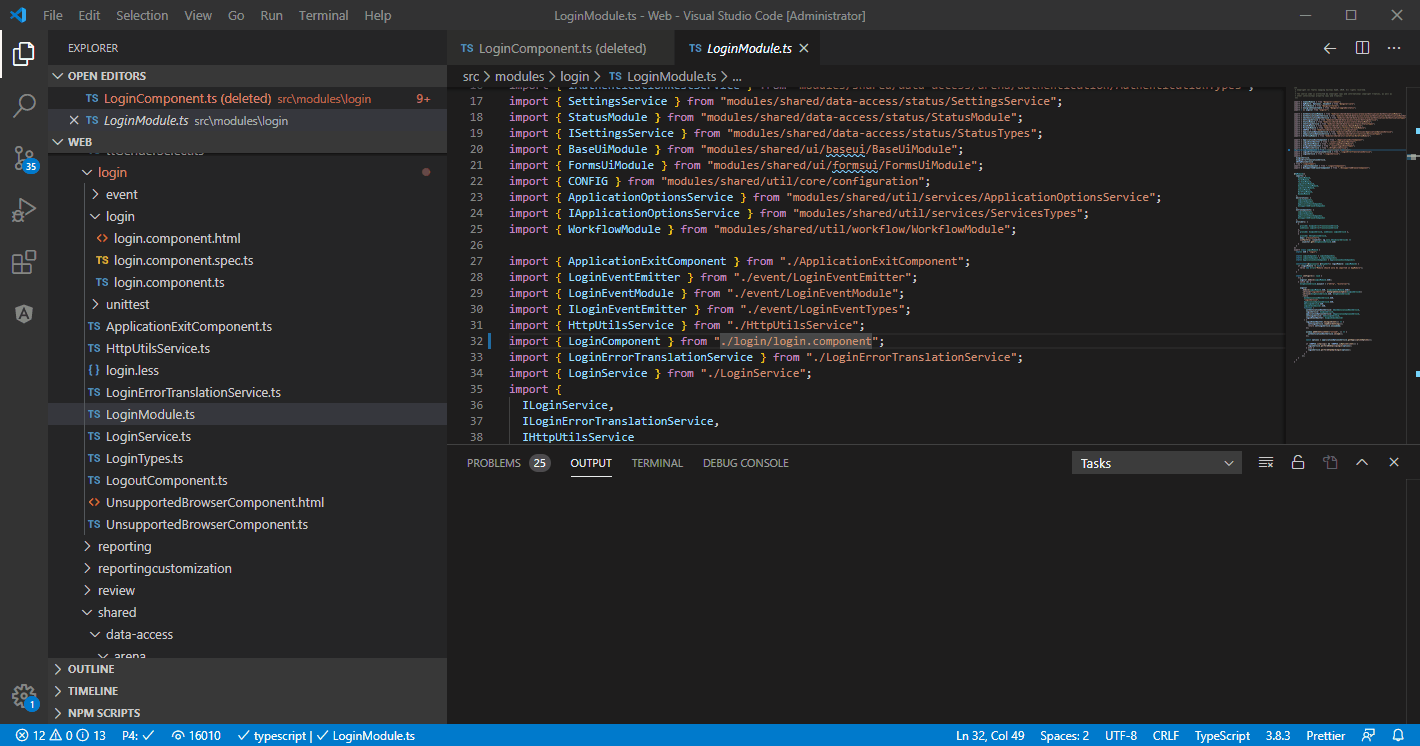 File Edit Selection View Go Run Terminal Help LoginModule.ts - Web - Visual Studio Code [Administrator]
EXPLORER
OPEN EDITORS
TS LoginComponent.ts (deleted) src\modules\login 9+
TS LoginModule.ts src\modules\login
WEB
login
event
login
login.component.html
TS login.component.spec.ts
TS login.component.ts
unittest
TS ApplicationExitComponent.ts
TS HttpUtilsService.ts
{} login.less
TS LoginErrorTranslationService.ts
TS LoginModule.ts
TS LoginService.ts
TS LoginTypes.ts
TS LogoutComponent.ts
UnsupportedBrowserComponent.html
TS UnsupportedBrowserComponent.ts
reporting
reportingcustomization
review
shared
data-access
arena
OUTLINE
TIMELINE
NPM SCRIPTS
35
1
TS LoginComponent.ts (deleted) TS LoginModule.ts
src > modules > login > TS LoginModule.ts > ...
17 import { SettingsService } from "modules/shared/data-access/status/SettingsService";
18 import { StatusModule } from "modules/shared/data-access/status/StatusModule";
19 import { ISettingsService } from "modules/shared/data-access/status/StatusTypes";
20 import { BaseUiModule } from "modules/shared/ui/baseui/BaseUiModule";
21 import { FormsUiModule } from "modules/shared/ui/formsui/FormsUiModule";
22 import { CONFIG } from "modules/shared/util/core/configuration";
23 import { ApplicationOptionsService } from "modules/shared/util/services/ApplicationOptionsService";
24 import { IApplicationOptionsService } from "modules/shared/util/services/ServicesTypes";
25 import { WorkflowModule } from "modules/shared/util/workflow/WorkflowModule";
26
27 import { ApplicationExitComponent } from "./ApplicationExitComponent";
28 import { LoginEventEmitter } from "./event/LoginEventEmitter";
29 import { LoginEventModule } from "./event/LoginEventModule";
30 import { ILoginEventEmitter } from "./event/LoginEventTypes";
31 import { HttpUtilsService } from "./HttpUtilsService";
32 import { LoginComponent } from "./login/login.component";
33 import { LoginErrorTranslationService } from "./LoginErrorTranslationService";
34 import { LoginService } from "./LoginService";
35 import {
36 ILoginService,
37 ILoginErrorTranslationService,
38 IHttpUtilsService
PROBLEMS 25 OUTPUT TERMINAL DEBUG CONSOLE Tasks
12 0 13 P4: 16010 typescript | LoginModule.ts Ln 32, Col 49 Spaces: 2 UTF-8 CRLF TypeScript 3.8.3 Prettier